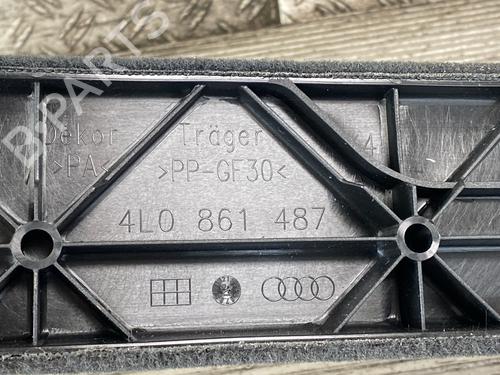 B-PARTS
Dekor Träger
>PA< >PP-GF30<
4
4L0 861 487